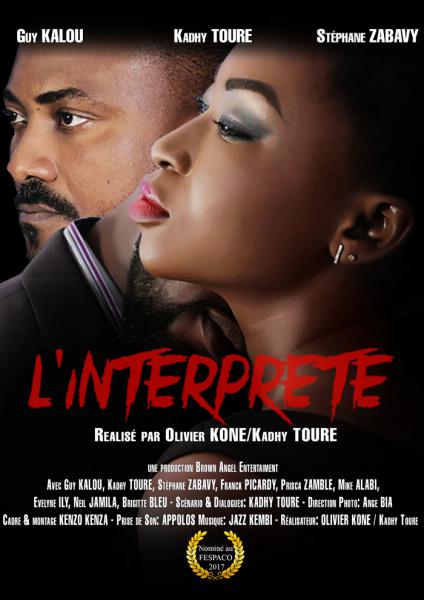 GUY KALOU KADHY TOURE STÉPHANE ZABAVY
L'INTERPRETE
REALISÉ PAR OLIVIER KONE/KADHY TOURE
UNE PRODUCTION BROWN ANGEL ENTERTAIMENT
AVEC GUY KALOU, KADHY TOURE, STÉPHANE ZABAVY, FRANCK PICARDY, PRISCA ZAMBLE, MIKE ALABI,
EVELYNE ILY, NEIL JAMILA, BRIGITTE BLEU - SCÉNARIO & DIALOGUES: KADHY TOURE - DIRECTION PHOTO: ANGE BIA
CADRE & MONTAGE KENZO KENZA - PRISE DE SON: APPOLOS MUSIQUE: JAZZ KEMBI - RÉALISATEUR: OLIVIER KONE / KADHY TOURE
Nominé au
FESPACO
2017